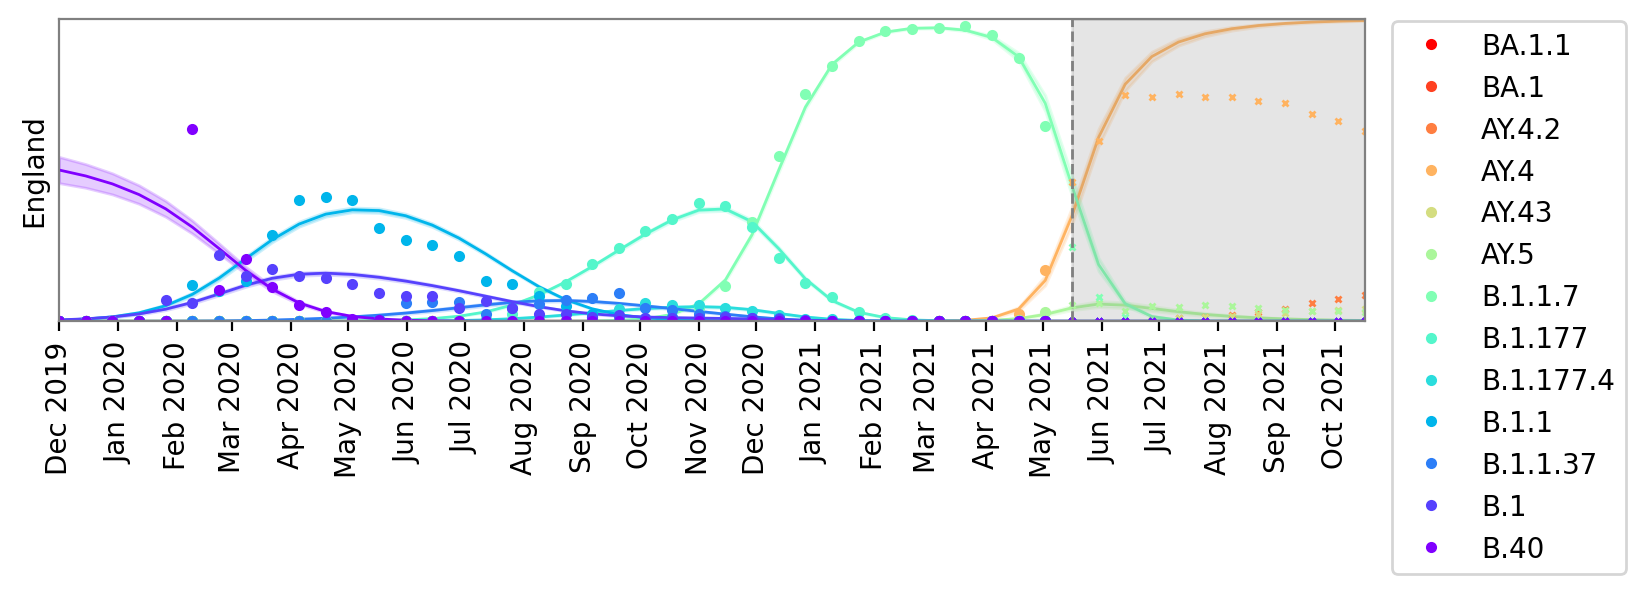 England
Dec 2019
Jan 2020
Feb 2020
Mar 2020
Apr 2020
May 2020
Jun 2020
Jul 2020
Aug 2020
Sep 2020
Oct 2020
Nov 2020
Dec 2020
Jan 2021
Feb 2021
Mar 2021
Apr 2021
May 2021
Jun 2021
Jul 2021
Aug 2021
Sep 2021
Oct 2021
BA.1.1
BA.1
AY.4.2
AY.4
AY.43
AY.5
B.1.1.7
B.1.177
B.1.177.4
B.1.1
B.1.1.37
B.1
B.40